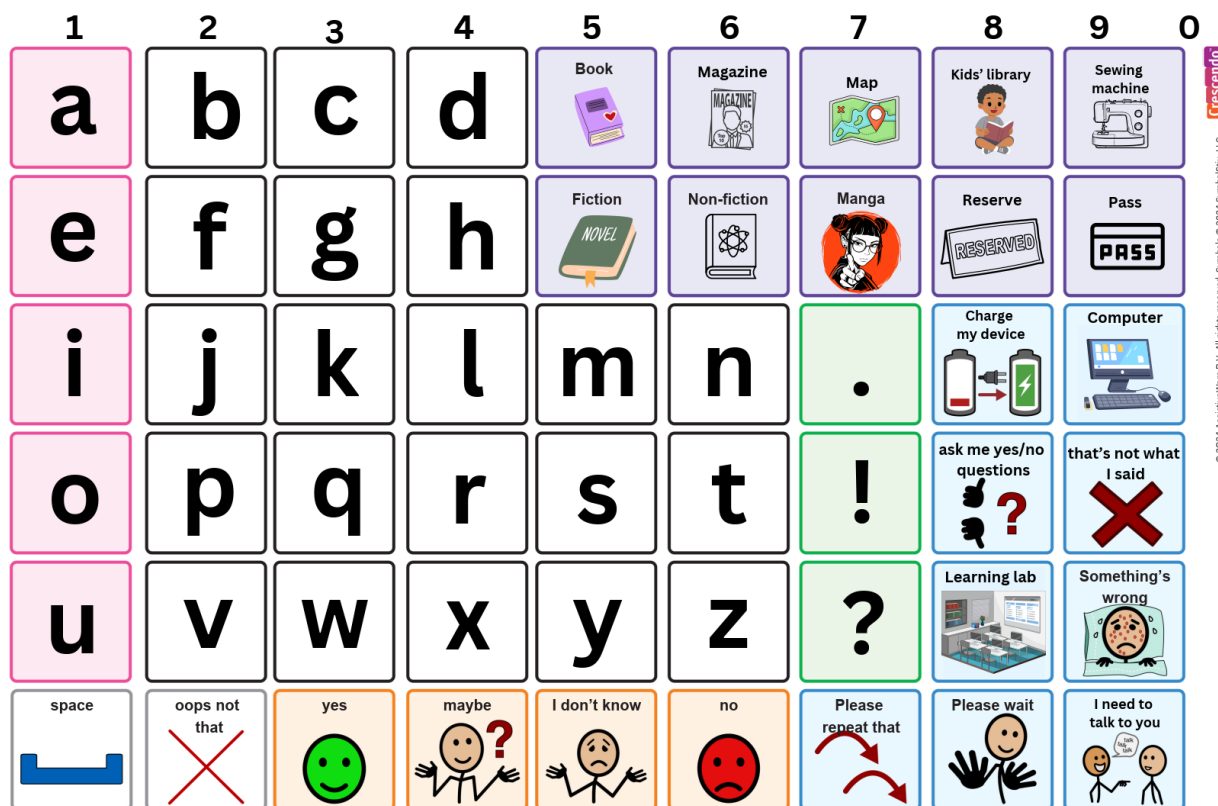 1 2 3 4 5 6 7 8 9 0
a b c d Book Magazine Map Kids' library Sewing machine
MAGAZINE
e f g h Fiction Non-fiction Manga Reserve Pass
NOVEL RESERVED PASS
i j k l m n . Charge my device Computer
o p q r s t ! ask me yes/no questions that's not what I said
?
u v w x y z ? Learning lab Something's wrong
space oops not that yes maybe I don't know no Please repeat that Please wait I need to talk to you
?
talk talk talk
Crescendo